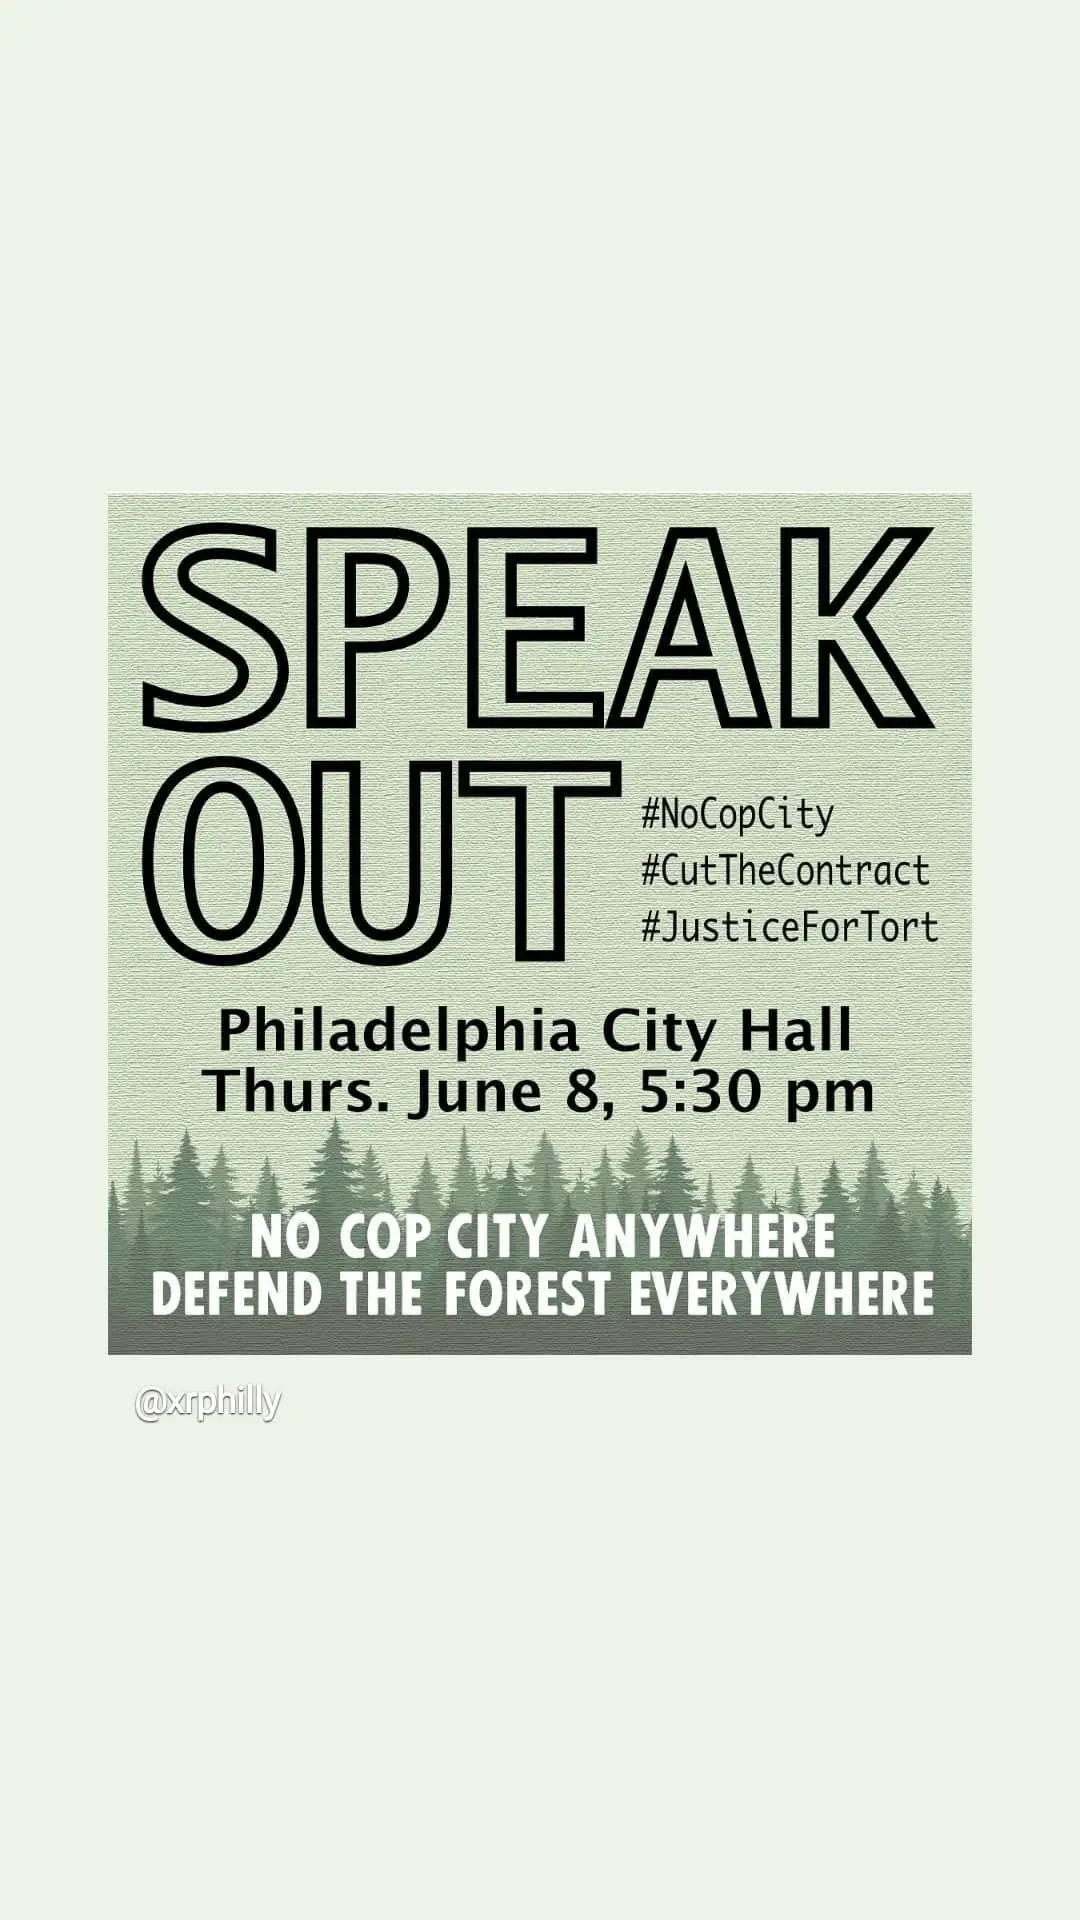 SPEAK
OUT
#NoCopCity
#CutTheContract
#JusticeForTort
Philadelphia City Hall
Thurs. June 8, 5:30 pm
NO COP CITY ANYWHERE
DEFEND THE FOREST EVERYWHERE
@xrphilly